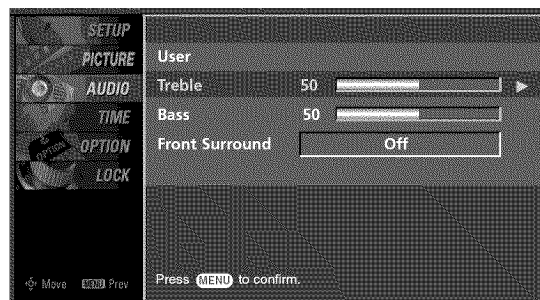 SETUP
PICTURE
AUDIO
TIME
OPTION
LOCK
OPTION
User
Treble 50
Bass 50
Front Surround Off
Move MENU Prev
Press MENU to confirm.